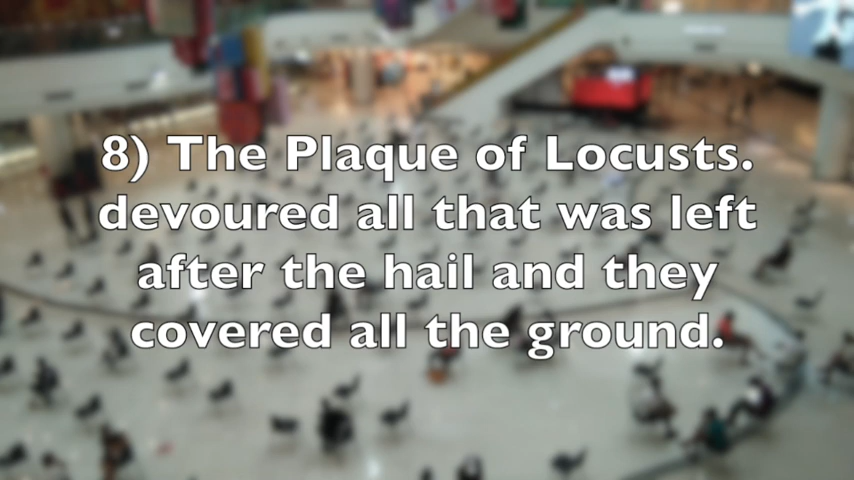 8) The Plaque of Locusts.
devoured all that was left
after the hail and they
covered all the ground.